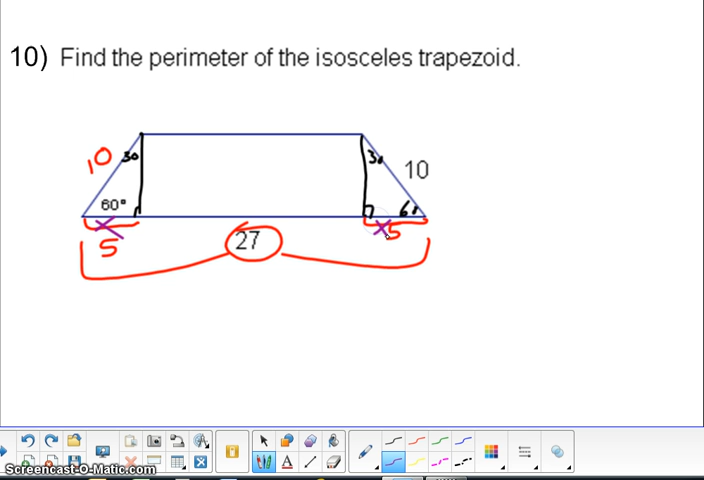 10) Find the perimeter of the isosceles trapezoid.
10 30 30 10
60° 60
x x5
5 27
A
Screencast-O-Matic.com